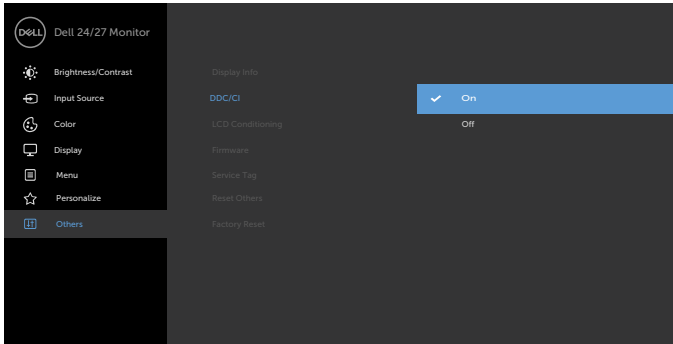 DELL
Dell 24/27 Monitor
Brightness/Contrast
Input Source
Color
Display
Menu
Personalize
Others
Display Info
DDC/CI
LCD Conditioning
Firmware
Service Tag
Reset Others
Factory Reset
On
Off